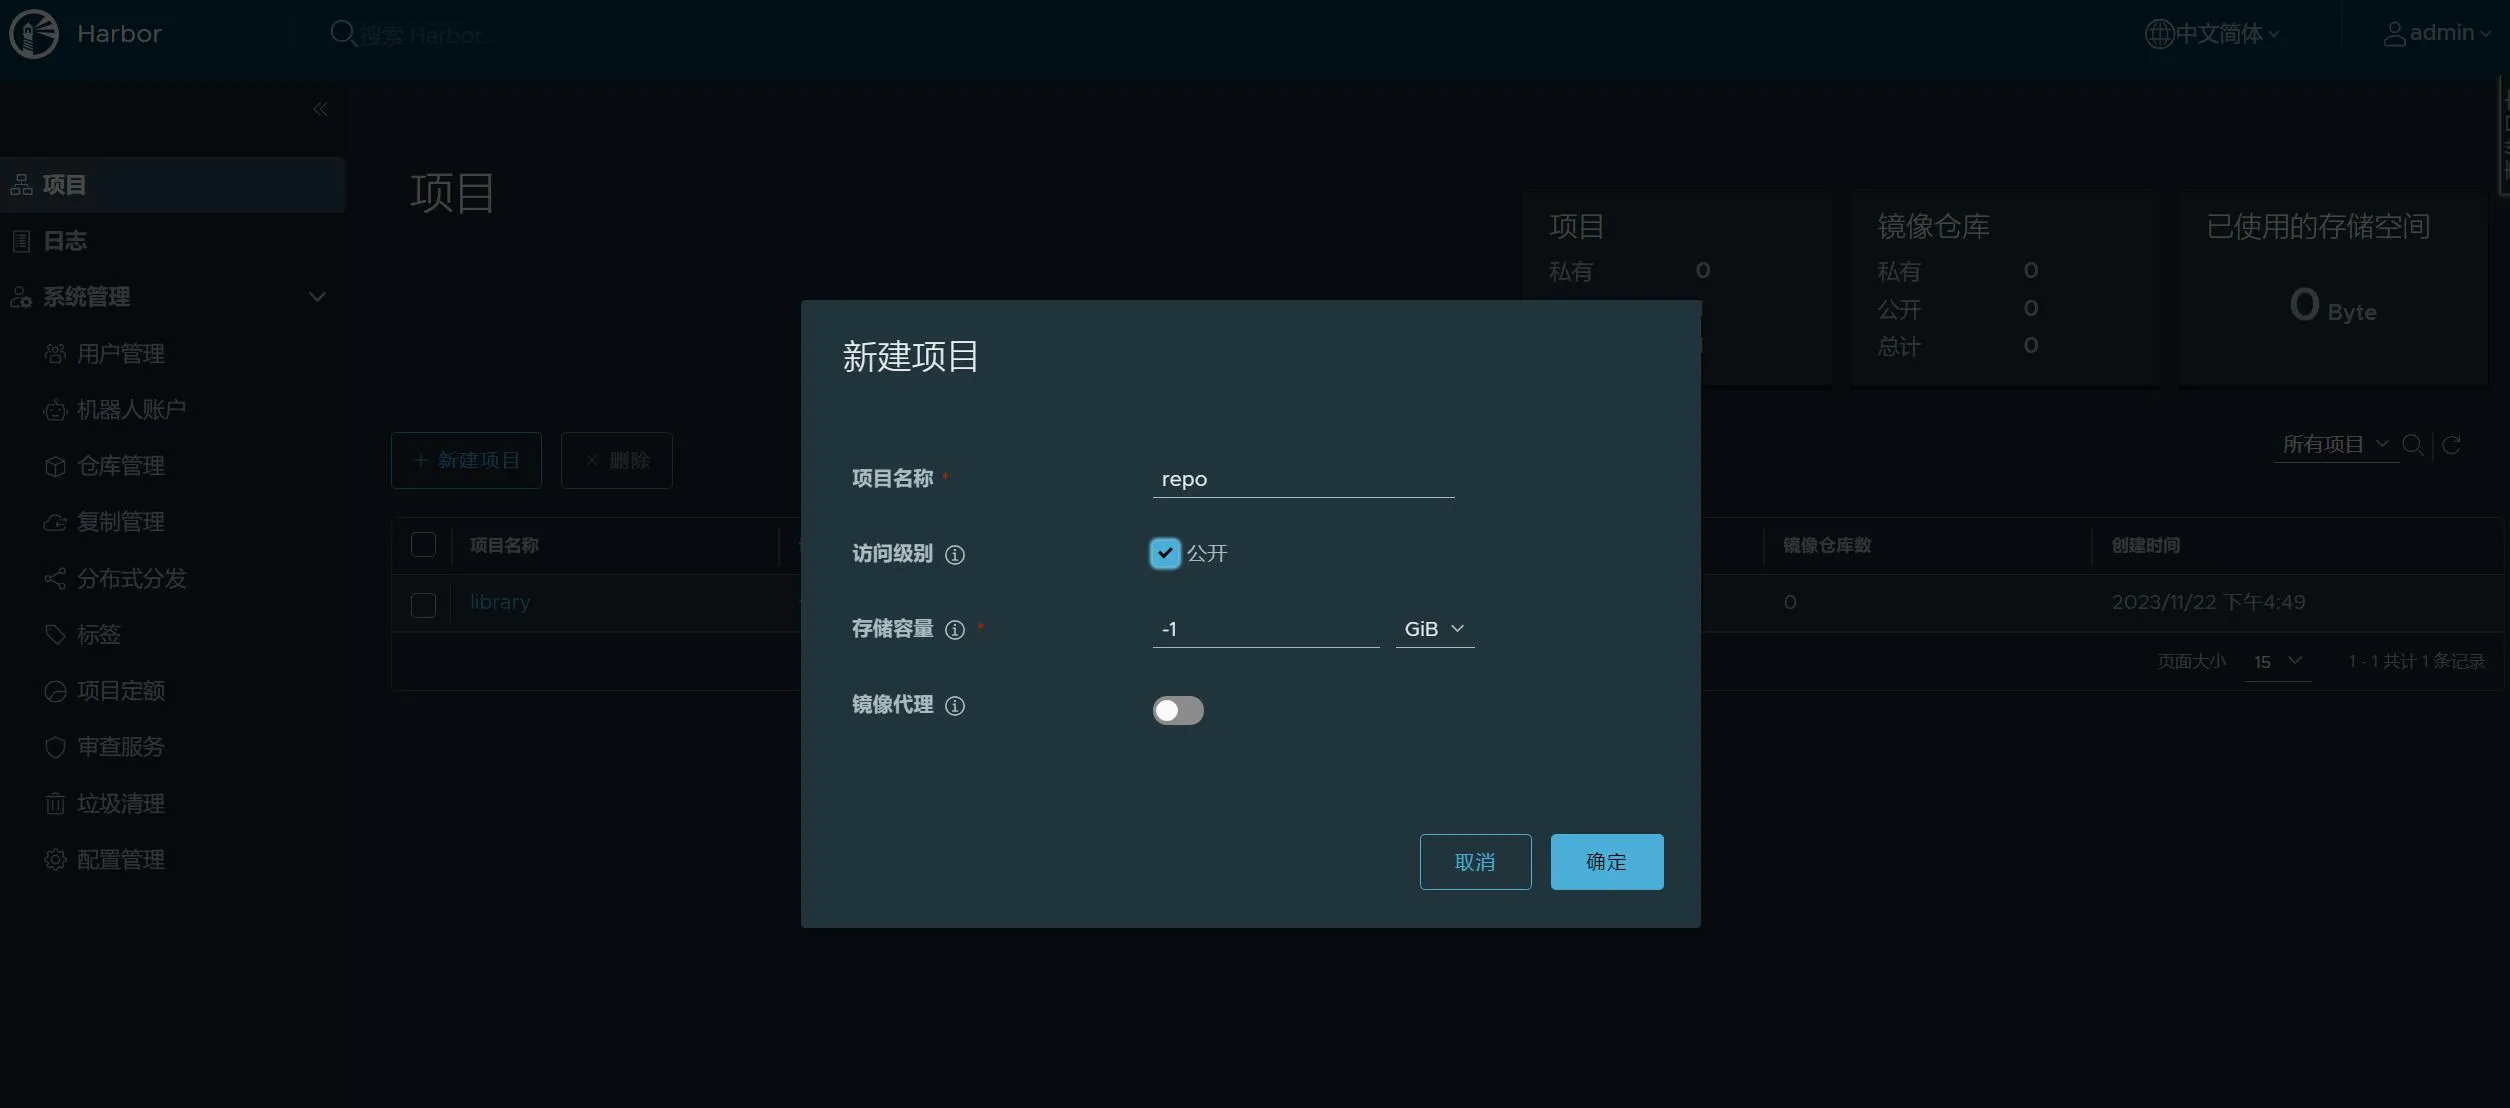 Harbor
搜索 Harbor...
中文简体
admin
项目
日志
系统管理
用户管理
机器人账户
仓库管理
复制管理
分布式分发
标签
项目定额
审查服务
垃圾清理
配置管理
项目
项目
私有 0
镜像仓库
私有 0
公开 0
总计 0
已使用的存储空间
0 Byte
+ 新建项目
× 删除
所有项目
项目名称
镜像仓库数
创建时间
library
0
2023/11/22 下午4:49
页面大小 15
1 - 1 共计 1 条记录
新建项目
项目名称 *
repo
访问级别
公开
存储容量 *
-1
GiB
镜像代理
取消
确定